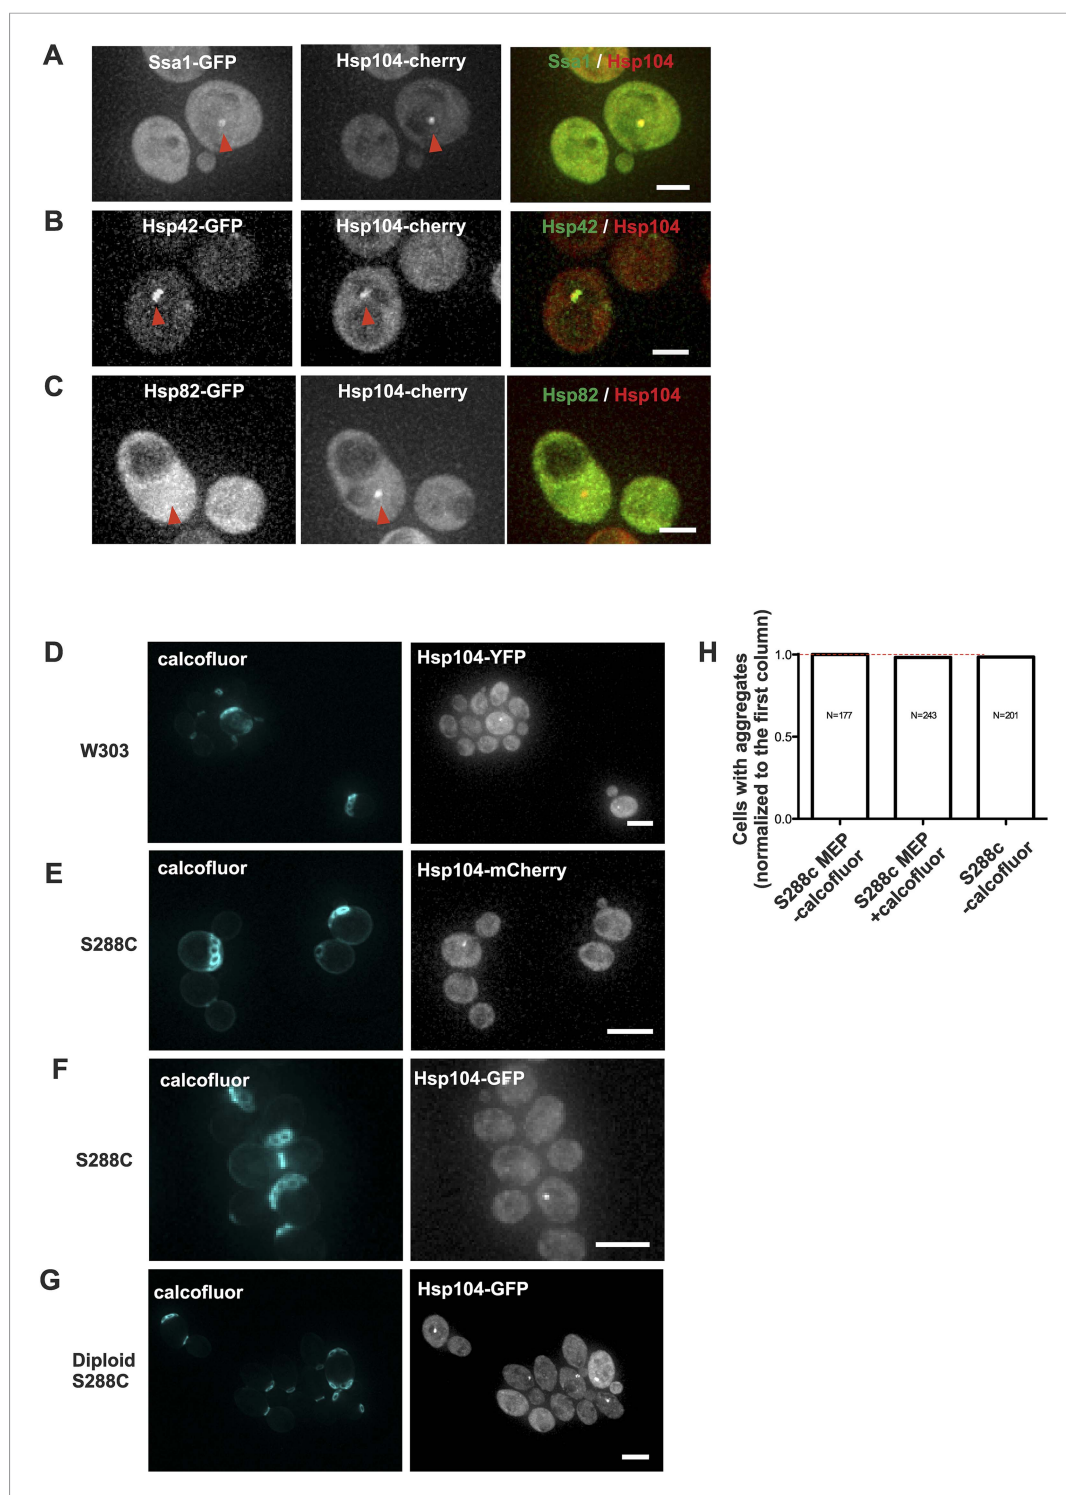 A
Ssa1-GFP
Hsp104-cherry
Ssa1 / Hsp104
B
Hsp42-GFP
Hsp104-cherry
Hsp42 / Hsp104
C
Hsp82-GFP
Hsp104-cherry
Hsp82 / Hsp104
D
calcofluor
Hsp104-YFP
W303
E
calcofluor
Hsp104-mCherry
S288C
F
calcofluor
Hsp104-GFP
S288C
G
calcofluor
Hsp104-GFP
Diploid
S288C
H
Cells with aggregates
(normalized to the first column)
1.0
0.5
0.0
N=177
N=243
N=201
S288c MEP
-calcofluor
S288c MEP
+calcofluor
S288c
-calcofluor